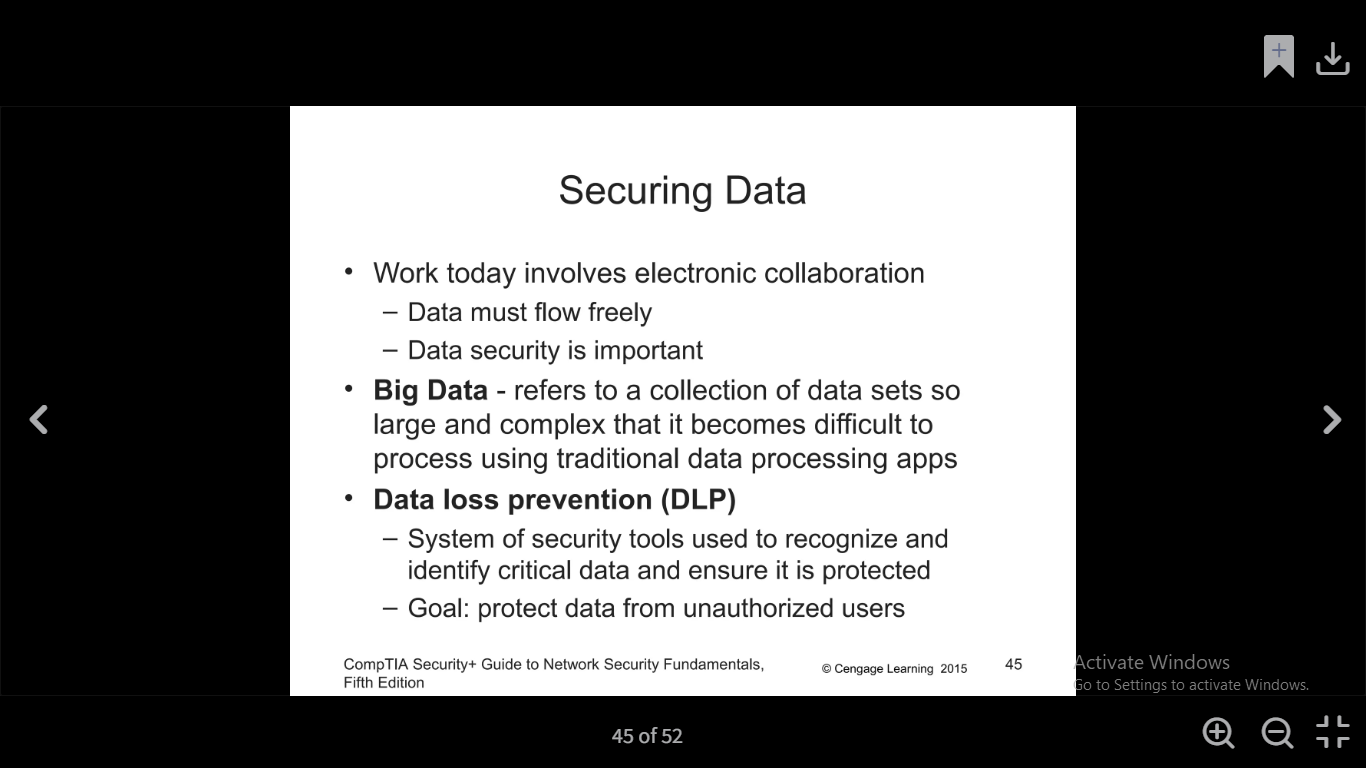 Securing Data
• Work today involves electronic collaboration
– Data must flow freely
– Data security is important
• Big Data - refers to a collection of data sets so
large and complex that it becomes difficult to
process using traditional data processing apps
• Data loss prevention (DLP)
– System of security tools used to recognize and
identify critical data and ensure it is protected
– Goal: protect data from unauthorized users
CompTIA Security+ Guide to Network Security Fundamentals,
Fifth Edition
© Cengage Learning 2015
45
Activate Windows
Go to Settings to activate Windows.
45 of 52